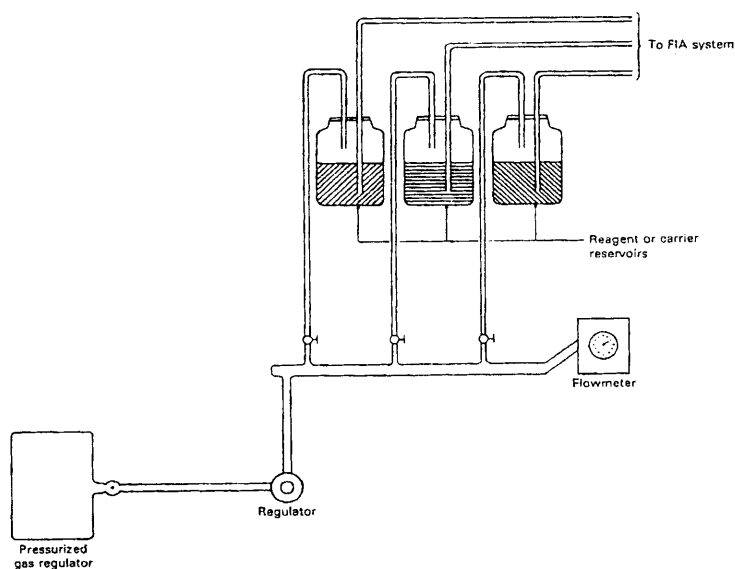 To FIA system
Reagent or carrier
reservoirs
Flowmeter
Regulator
Pressurized
gas regulator